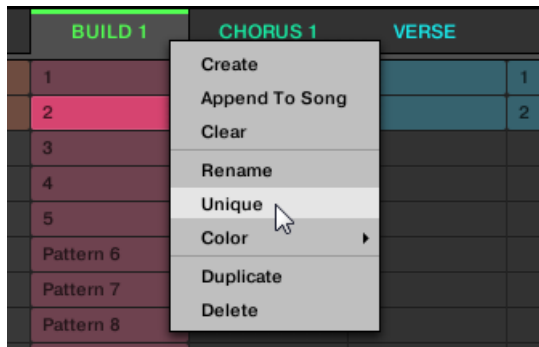 BUILD 1 CHORUS 1 VERSE
1
2
3
4
5
Pattern 6
Pattern 7
Pattern 8
Create
Append To Song
Clear
Rename
Unique
Color
Duplicate
Delete
1
2